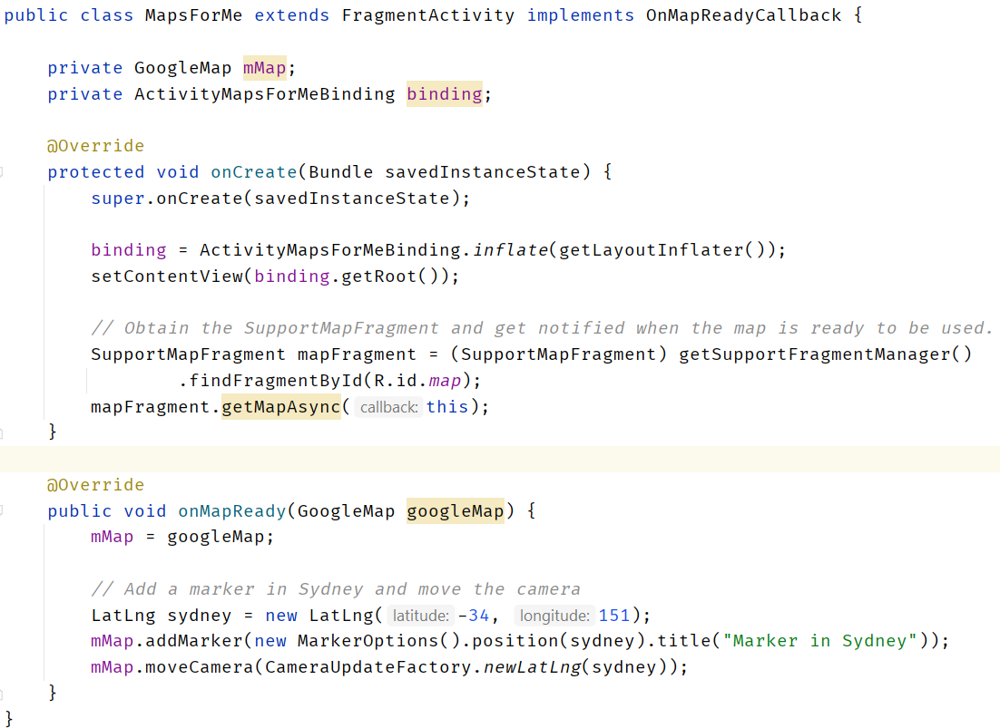 public class MapsForMe extends FragmentActivity implements OnMapReadyCallback {
private GoogleMap mMap;
private ActivityMapsForMeBinding binding;
@Override
protected void onCreate(Bundle savedInstanceState) {
super.onCreate(savedInstanceState);
binding = ActivityMapsForMeBinding.inflate(getLayoutInflater());
setContentView(binding.getRoot());
// Obtain the SupportMapFragment and get notified when the map is ready to be used.
SupportMapFragment mapFragment = (SupportMapFragment) getSupportFragmentManager()
.findFragmentById(R.id.map);
mapFragment.getMapAsync( callback: this);
}
@Override
public void onMapReady(GoogleMap googleMap) {
mMap = googleMap;
// Add a marker in Sydney and move the camera
LatLng sydney = new LatLng( latitude: -34, longitude: 151);
mMap.addMarker(new MarkerOptions().position(sydney).title("Marker in Sydney"));
mMap.moveCamera(CameraUpdateFactory.newLatLng(sydney));
}
}